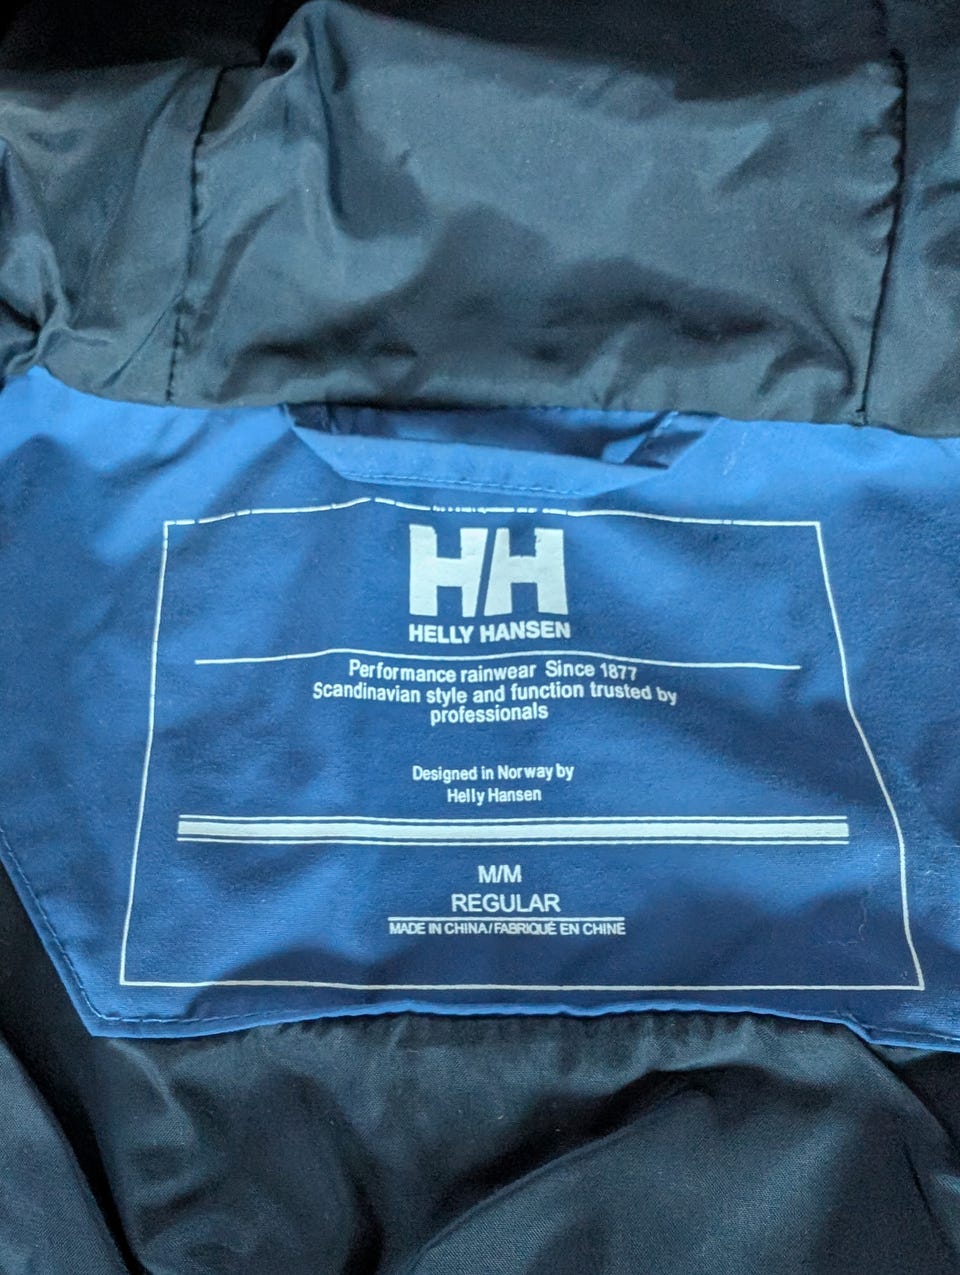 HH
HELLY HANSEN
Performance rainwear Since 1877
Scandinavian style and function trusted by
professionals
Designed in Norway by
Helly Hansen
M/M
REGULAR
MADE IN CHINA/FABRIQUÉ EN CHINE